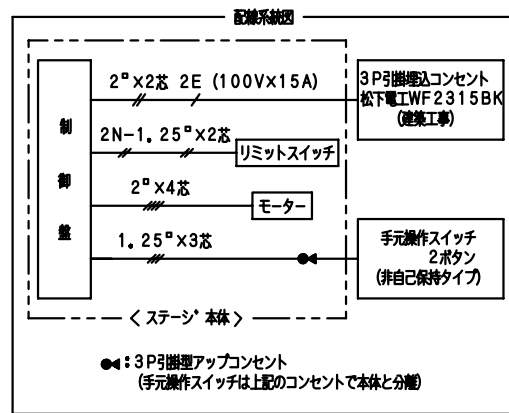 配線系統図
2□×2芯 2E (100V×15A)
3P引掛埋込コンセント
松下電工WF2315BK
(建築工事)
制御盤
2N-1.25□×2芯
リミットスイッチ
2□×4芯
モーター
1.25□×3芯
手元操作スイッチ
2ボタン
(非自己保持タイプ)
〈ステージ本体〉
:3P引掛型アップコンセント
(手元操作スイッチは上記のコンセントで本体と分離)